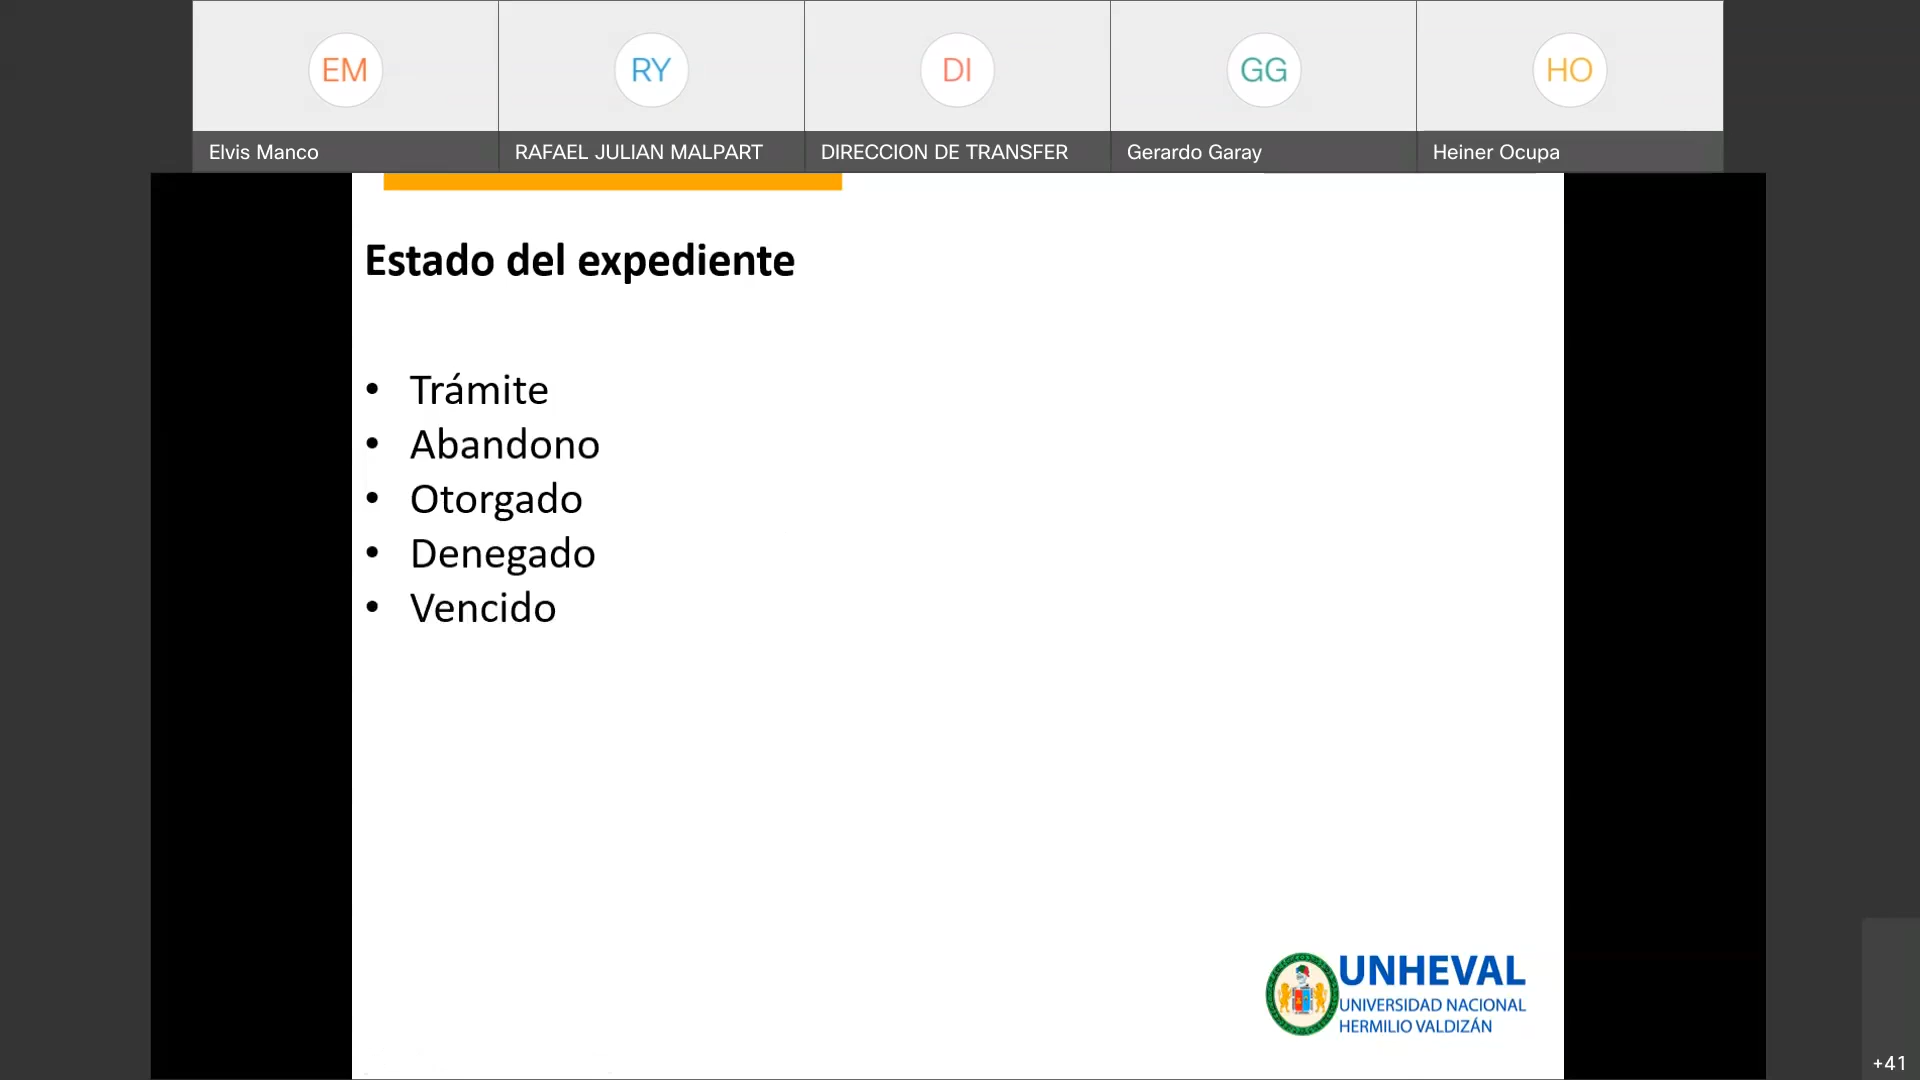 EM
RY
DI
GG
HO
Elvis Manco
RAFAEL JULIAN MALPART
DIRECCION DE TRANSFER
Gerardo Garay
Heiner Ocupa
Estado del expediente
• Trámite
• Abandono
• Otorgado
• Denegado
• Vencido
UNHEVAL
UNIVERSIDAD NACIONAL
HERMILIO VALDIZÁN
+41